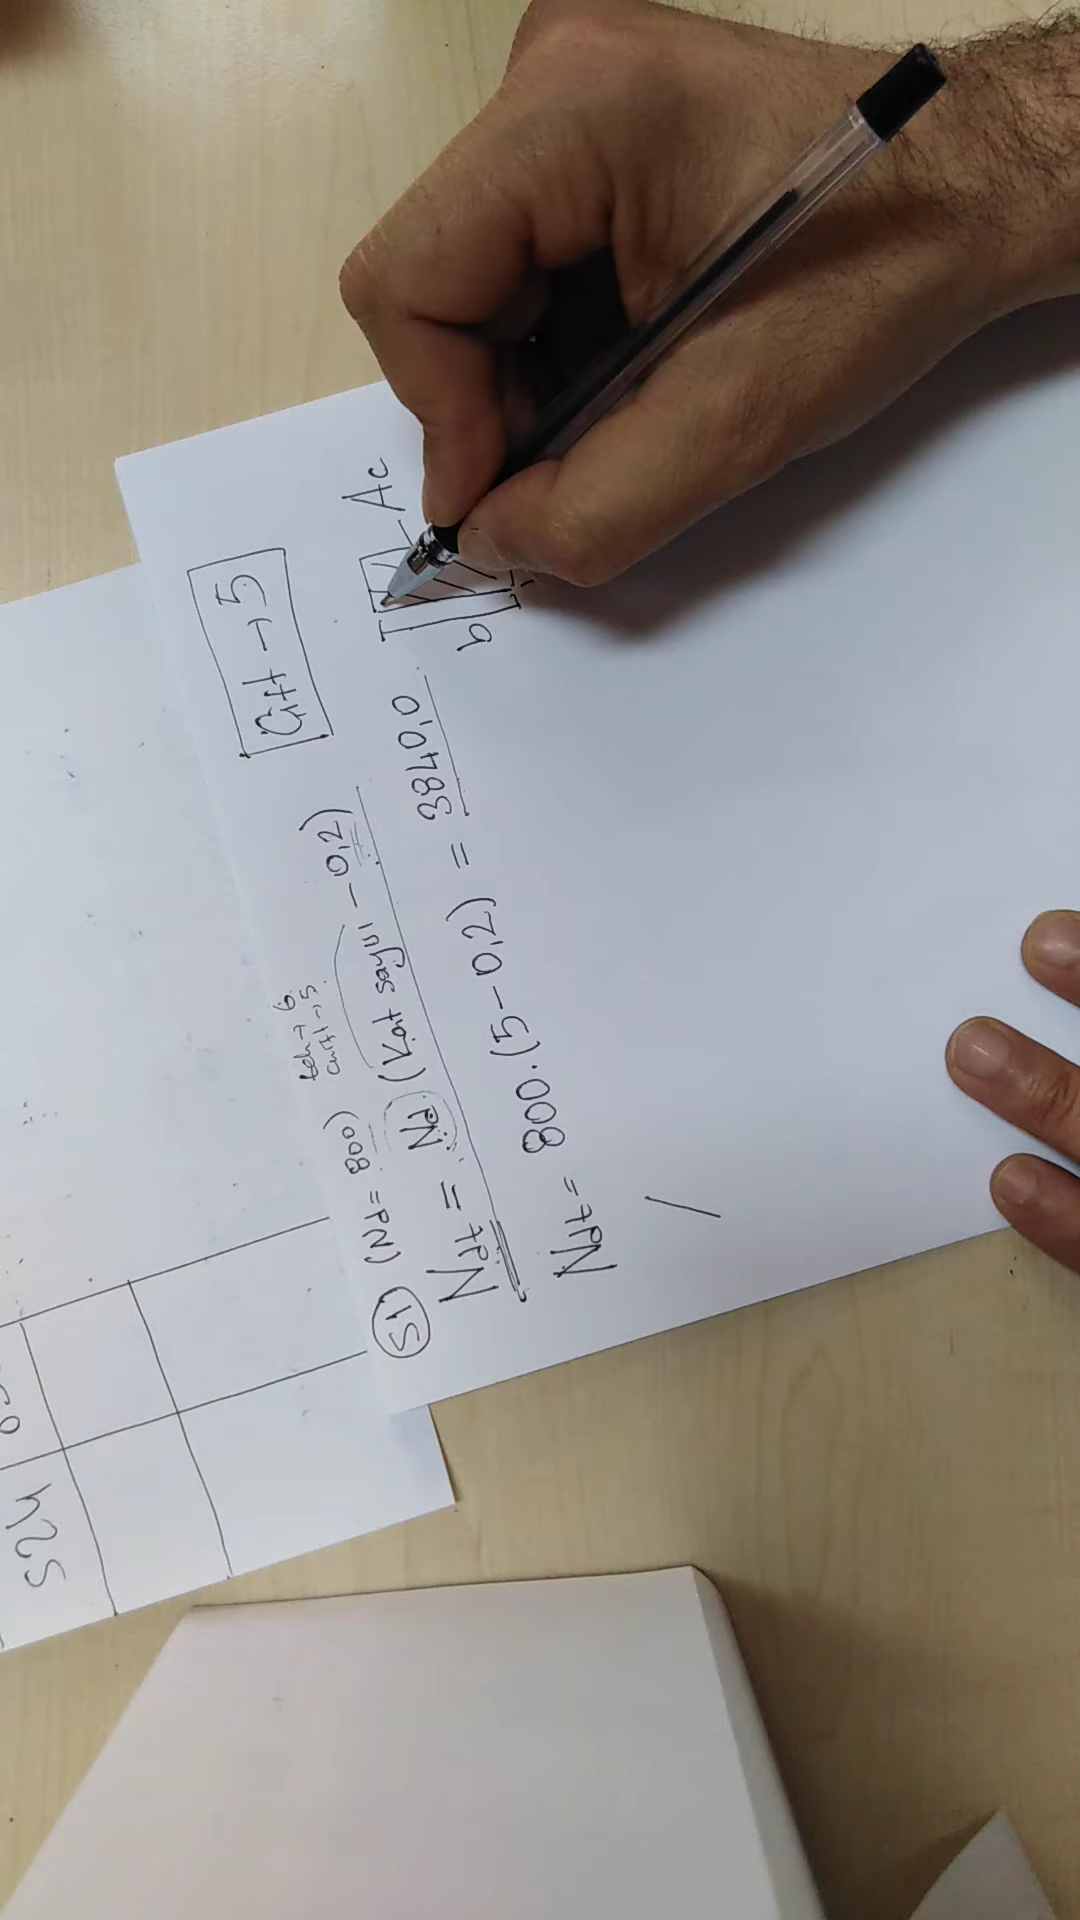 tek → 6
çift → 5
Çift → 5
S1 (Nd = 800)
Ndt = Nd (Kat sayısı - 0,2)
Ndt = 800.(5 - 0,2) = 3840,0
Ac
b
S24